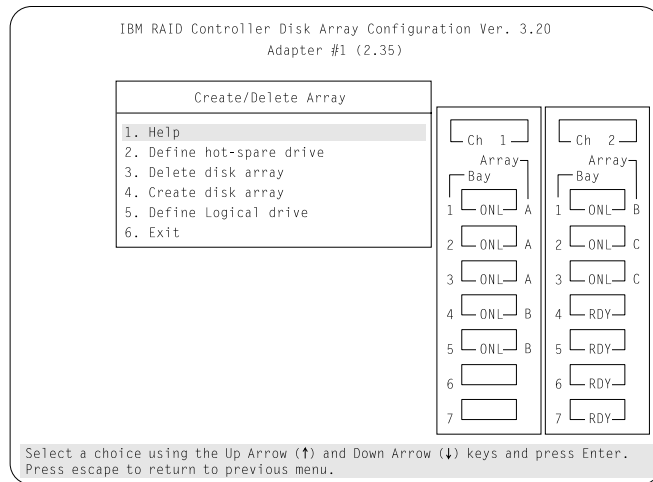 IBM RAID Controller Disk Array Configuration Ver. 3.20
Adapter #1 (2.35)
Create/Delete Array
1. Help
2. Define hot-spare drive
3. Delete disk array
4. Create disk array
5. Define Logical drive
6. Exit
Ch 1
Array
Bay
1 ONL A
2 ONL A
3 ONL A
4 ONL B
5 ONL B
6
7
Ch 2
Array
Bay
1 ONL B
2 ONL C
3 ONL C
4 RDY
5 RDY
6 RDY
7 RDY
Select a choice using the Up Arrow (↑) and Down Arrow (↓) keys and press Enter.
Press escape to return to previous menu.